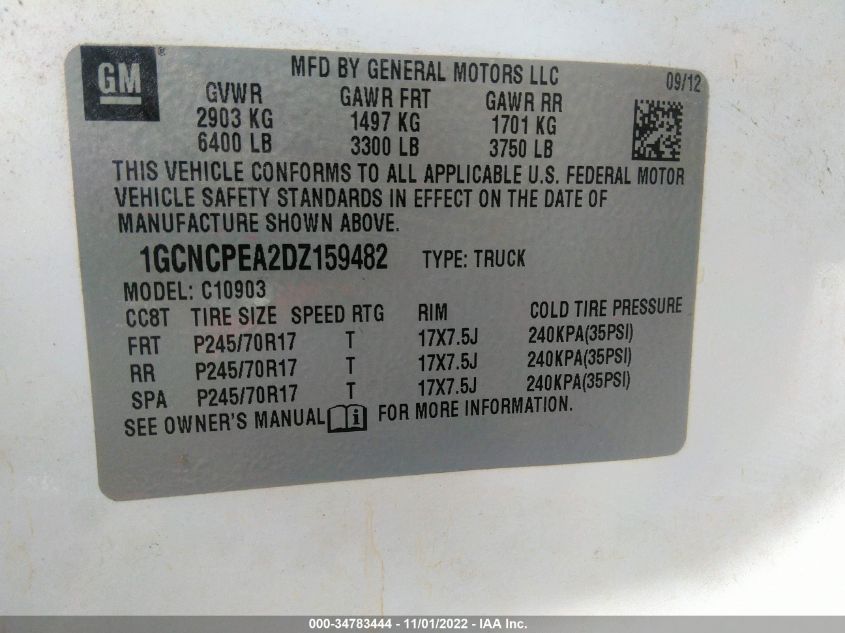 GM ®
MFD BY GENERAL MOTORS LLC
09/12
GVWR GAWR FRT GAWR RR
2903 KG 1497 KG 1701 KG
6400 LB 3300 LB 3750 LB
THIS VEHICLE CONFORMS TO ALL APPLICABLE U.S. FEDERAL MOTOR
VEHICLE SAFETY STANDARDS IN EFFECT ON THE DATE OF
MANUFACTURE SHOWN ABOVE.
1GCNCPEA2DZ159482 TYPE: TRUCK
MODEL: C10903
CC8T TIRE SIZE SPEED RTG RIM COLD TIRE PRESSURE
FRT P245/70R17 T 17X7.5J 240KPA(35PSI)
RR P245/70R17 T 17X7.5J 240KPA(35PSI)
SPA P245/70R17 T 17X7.5J 240KPA(35PSI)
SEE OWNER'S MANUAL i FOR MORE INFORMATION.
000-34783444 - 11/01/2022 - IAA Inc.